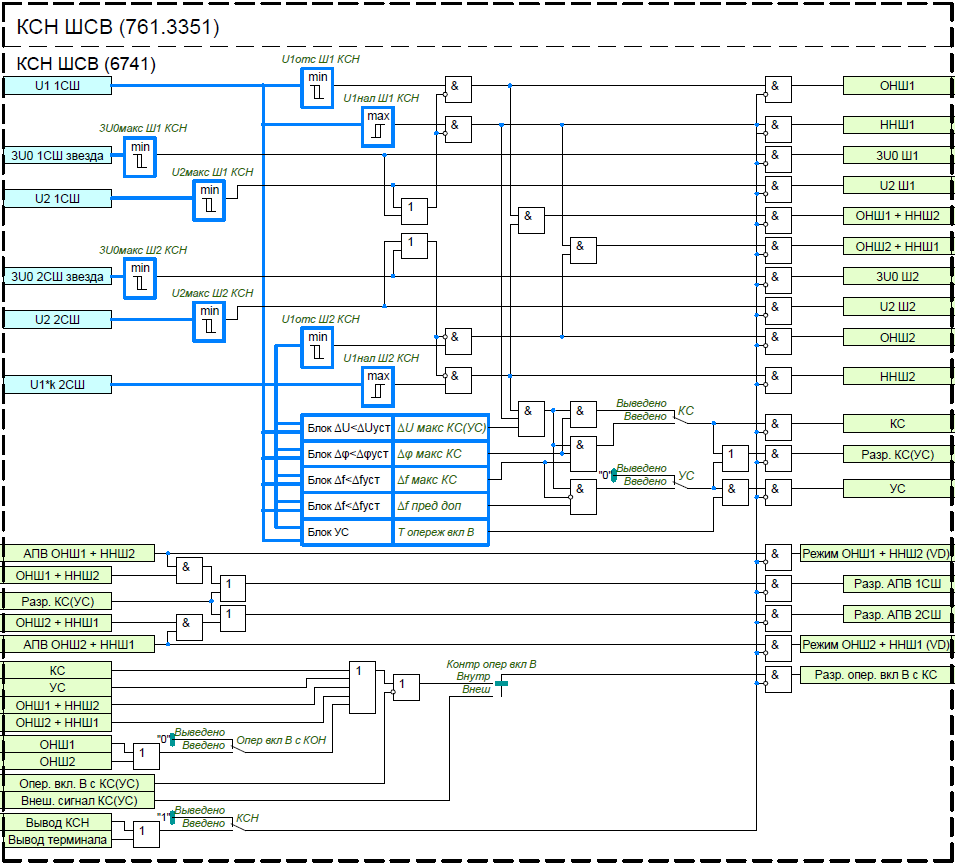 КСН ШСВ (761.3351)
КСН ШСВ (6741)
U1отс Ш1 КСН
U1 1СШ
min
&
&
ОНШ1
U1нал Ш1 КСН
max
&
&
ННШ1
3U0макс Ш1 КСН
3U0 1СШ звезда
min
&
3U0 Ш1
U2макс Ш1 КСН
U2 1СШ
min
&
U2 Ш1
1
&
&
ОНШ1 + ННШ2
3U0макс Ш2 КСН
1
&
&
ОНШ2 + ННШ1
3U0 2СШ звезда
min
&
3U0 Ш2
U2макс Ш2 КСН
U2 2СШ
min
&
U2 Ш2
U1отс Ш2 КСН
min
&
&
ОНШ2
U1нал Ш2 КСН
U1*k 2СШ
max
&
&
ННШ2
Блок ΔU<ΔUуст
ΔU макс КС(УС)
&
&
Выведено
Введено
КС
&
КС
Блок Δφ<Δφуст
Δφ макс КС
&
1
&
Разр. КС(УС)
Блок Δf<Δfуст
Δf макс КС
"0"
Выведено
Введено
УС
&
&
&
УС
Блок Δf<Δfуст
Δf пред доп
Блок УС
Т опереж вкл В
АПВ ОНШ1 + ННШ2
&
Режим ОНШ1 + ННШ2 (VD)
ОНШ1 + ННШ2
&
1
&
Разр. АПВ 1СШ
Разр. КС(УС)
1
&
Разр. АПВ 2СШ
ОНШ2 + ННШ1
&
АПВ ОНШ2 + ННШ1
&
Режим ОНШ2 + ННШ1 (VD)
КС
1
1
Контр опер вкл В
Внутр
Внеш
&
Разр. опер. вкл В с КС
УС
ОНШ1 + ННШ2
ОНШ2 + ННШ1
ОНШ1
1
"0"
Выведено
Введено
Опер вкл В с КОН
ОНШ2
Опер. вкл. В с КС(УС)
Внеш. сигнал КС(УС)
Вывод КСН
1
"1"
Выведено
Введено
КСН
Вывод терминала